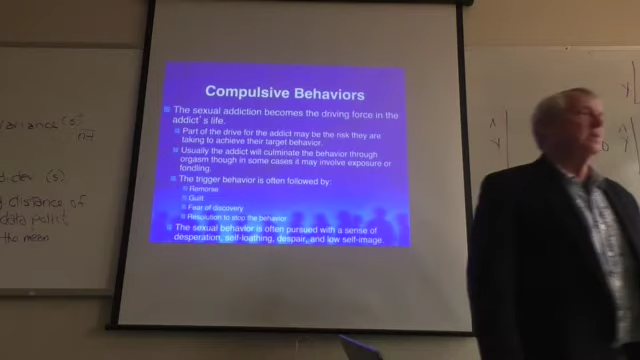 Compulsive Behaviors
The sexual addiction becomes the driving force in the
addict's life.
Part of the drive for the addict may be the risk they are
taking to achieve their target behavior.
Usually the addict will culminate the behavior through
orgasm though in some cases it may involve exposure or
fondling.
The trigger behavior is often followed by:
Remorse
Guilt
Fear of discovery
Resolution to stop the behavior
The sexual behavior is often pursued with a sense of
desperation, self-loathing, despair, and low self-image.
variance
dev. (s)
distance of
data point
the mean